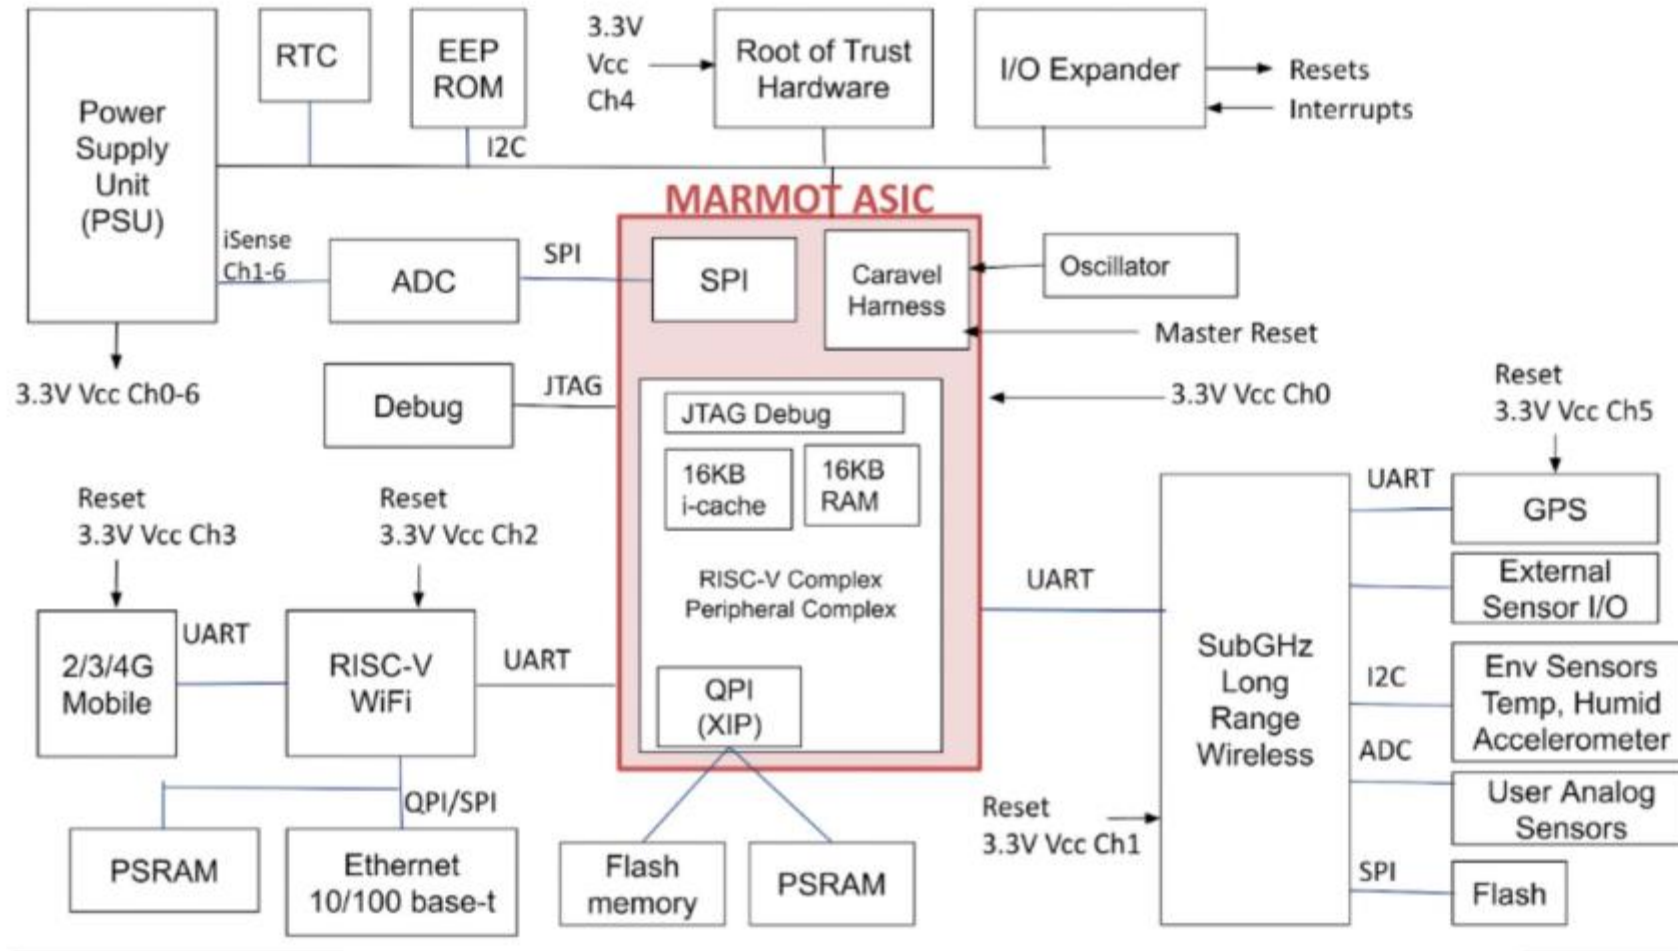 Power
Supply
Unit
(PSU)
RTC
EEP
ROM
I2C
3.3V
Vcc
Ch4
Root of Trust
Hardware
I/O Expander
Resets
Interrupts
MARMOT ASIC
iSense
Ch1-6
ADC
SPI
SPI
Caravel
Harness
Oscillator
Master Reset
3.3V Vcc Ch0-6
Debug
JTAG
3.3V Vcc Ch0
JTAG Debug
16KB
i-cache
16KB
RAM
RISC-V Complex
Peripheral Complex
QPI
(XIP)
Reset
3.3V Vcc Ch3
Reset
3.3V Vcc Ch2
2/3/4G
Mobile
UART
RISC-V
WiFi
UART
QPI/SPI
PSRAM
Ethernet
10/100 base-t
Flash
memory
PSRAM
UART
Reset
3.3V Vcc Ch1
SubGHz
Long
Range
Wireless
Reset
3.3V Vcc Ch5
UART
GPS
External
Sensor I/O
I2C
Env Sensors
Temp, Humid
Accelerometer
ADC
User Analog
Sensors
SPI
Flash